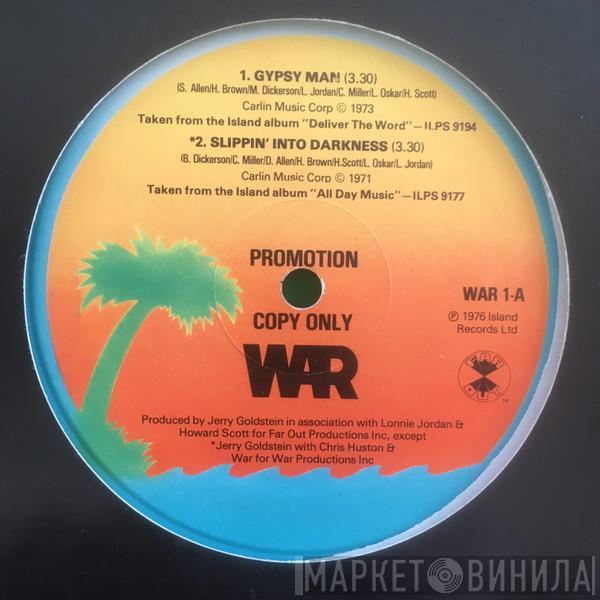 1. GYPSY MAN (3.30)
(S. Allen/H. Brown/M. Dickerson/L. Jordan/C. Miller/L. Oskar/H. Scott)
Carlin Music Corp © 1973
Taken from the Island album "Deliver The Word"—ILPS 9194
*2. SLIPPIN' INTO DARKNESS (3.30)
(B. Dickerson/C. Miller/D. Allen/H. Brown/H.Scott/L. Oskar/L. Jordan)
Carlin Music Corp © 1971
Taken from the Island album "All Day Music"—ILPS 9177
PROMOTION
COPY ONLY
WAR
WAR 1-A
℗ 1976 Island
Records Ltd
FAR
OUT
TM
Produced by Jerry Goldstein in association with Lonnie Jordan &
Howard Scott for Far Out Productions Inc, except
*Jerry Goldstein with Chris Huston &
War for War Productions Inc
МАРКЕТ ВИНИЛА